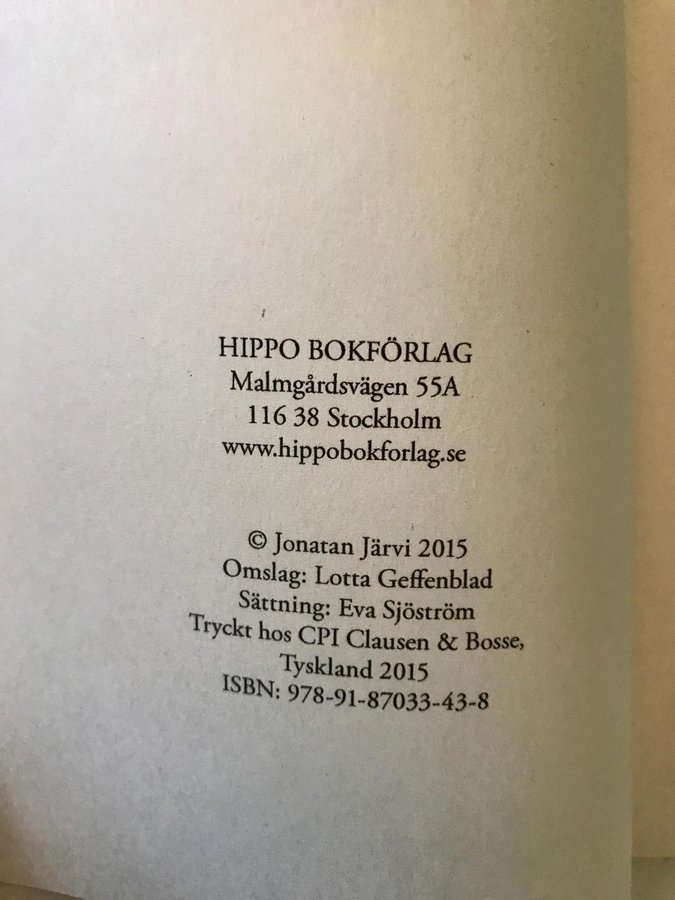 HIPPO BOKFÖRLAG
Malmgårdsvägen 55A
116 38 Stockholm
www.hippobokforlag.se
© Jonatan Järvi 2015
Omslag: Lotta Geffenblad
Sättning: Eva Sjöström
Tryckt hos CPI Clausen & Bosse,
Tyskland 2015
ISBN: 978-91-87033-43-8